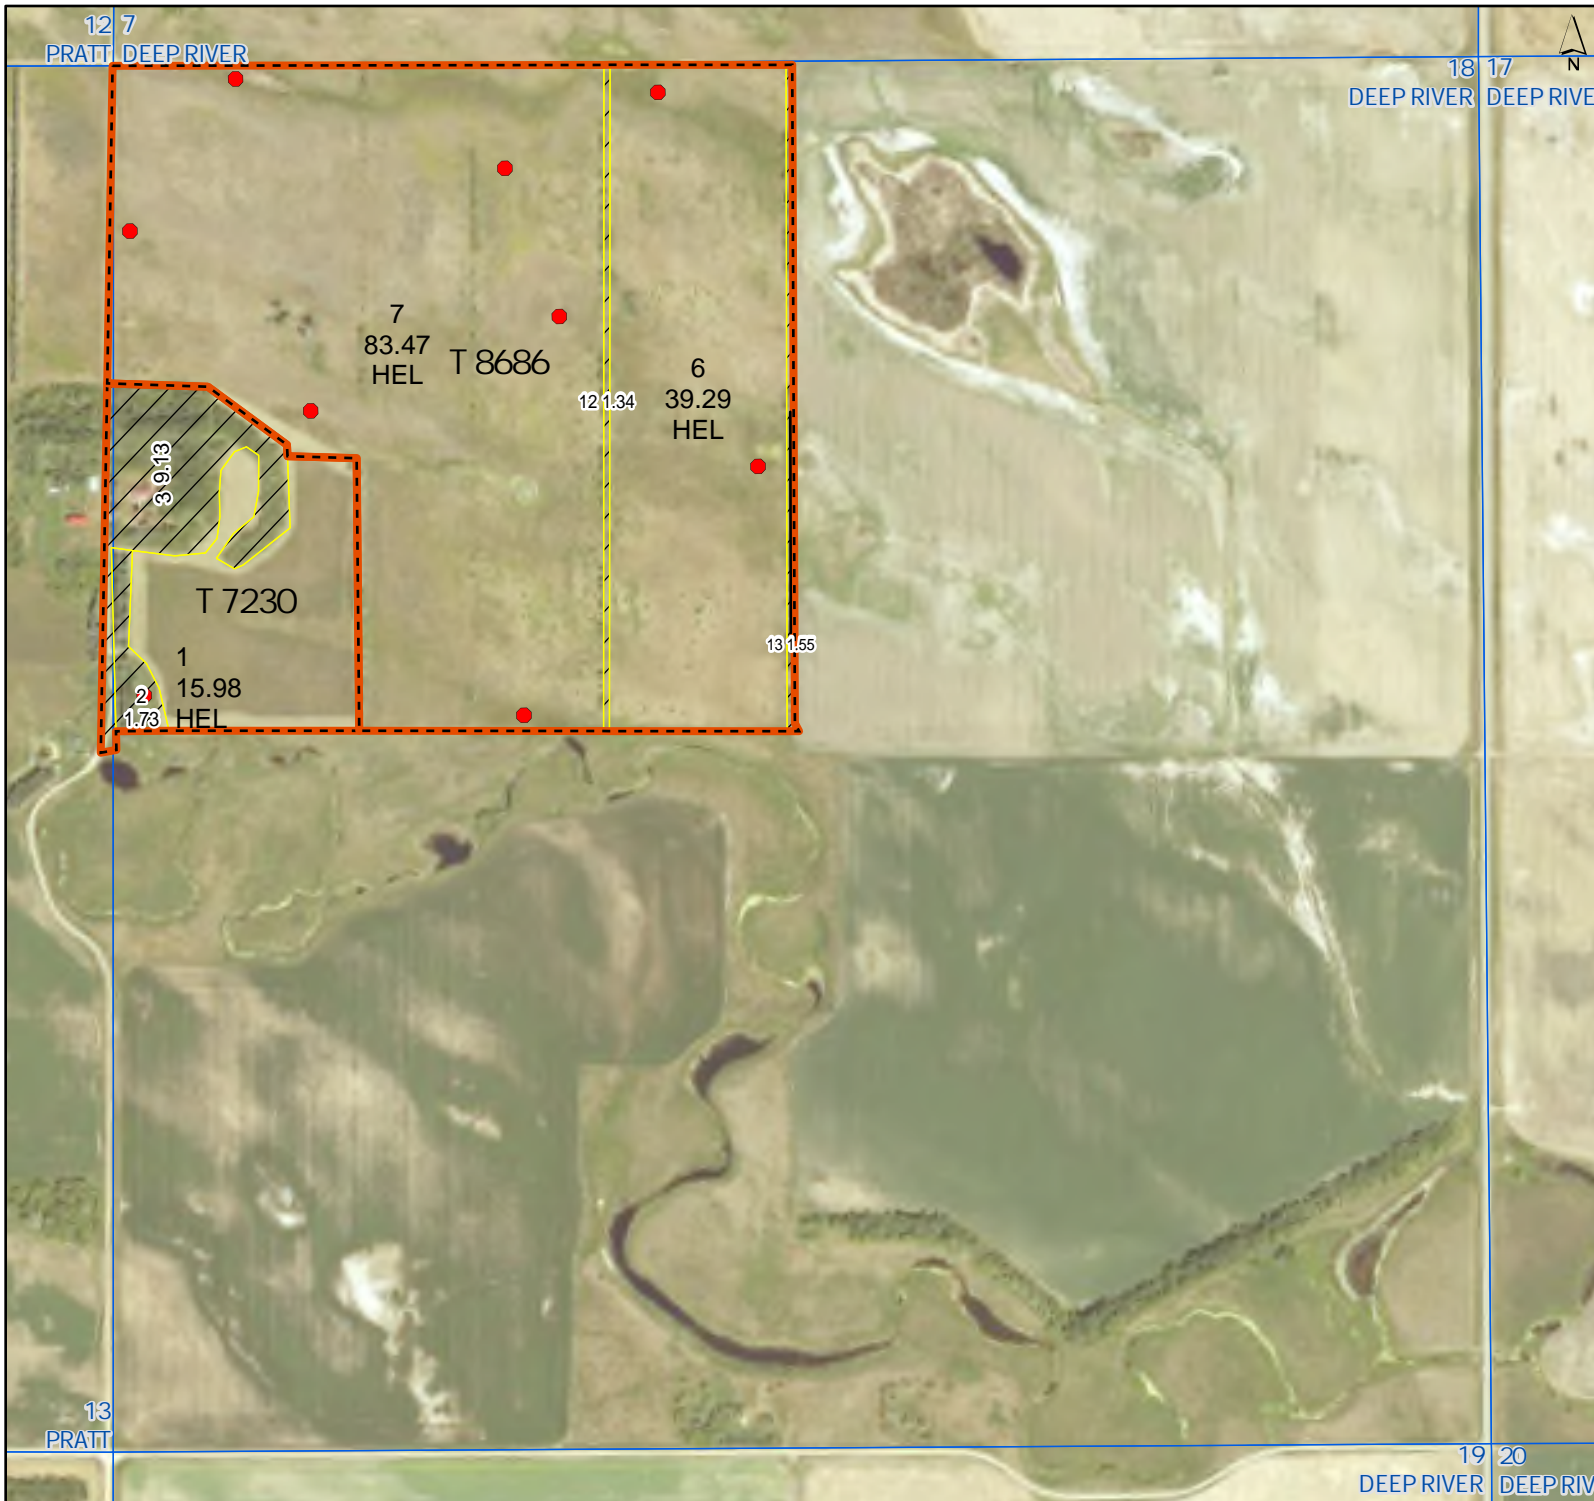 12 7
PRATT DEEP RIVER
N
18 17
DEEP RIVER DEEP RIVE
7
83.47
HEL
T 8686
6
39.29
HEL
12 1.34
3 9.13
T 7230
13 1.55
1
15.98
HEL
2
1.73
13
PRATT
19 20
DEEP RIVER DEEP RIV